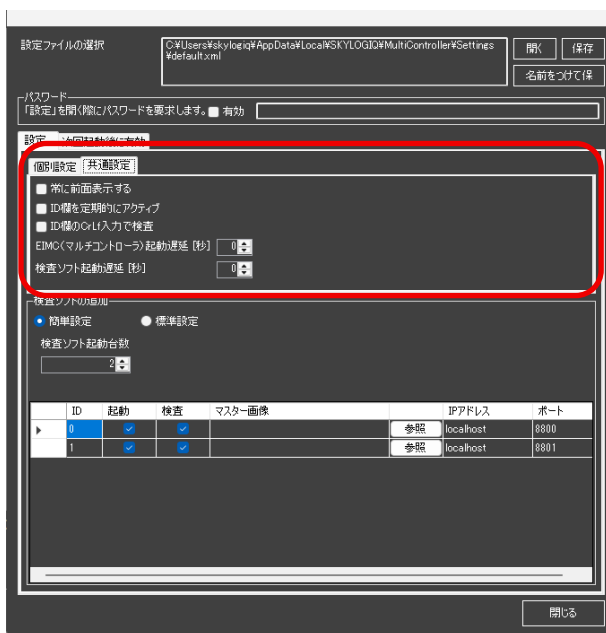 設定ファイルの選択
C:¥Users¥skylogiq¥AppData¥Local¥SKYLOGIQ¥MultiController¥Settings
¥default.xml
開く 保存
名前をつけて保
パスワード
「設定」を開く際にパスワードを要求します。 有効
設定 次回起動後に有効
個別設定 共通設定
常に前面表示する
ID欄を定期的にアクティブ
ID欄のCrLf入力で検査
EIMC(マルチコントローラ)起動遅延 [秒] 0
検査ソフト起動遅延 [秒] 0
検査ソフトの追加
簡単設定 標準設定
検査ソフト起動台数
2
ID 起動 検査 マスター画像 IPアドレス ポート
0 参照 localhost 8800
1 参照 localhost 8801
閉じる